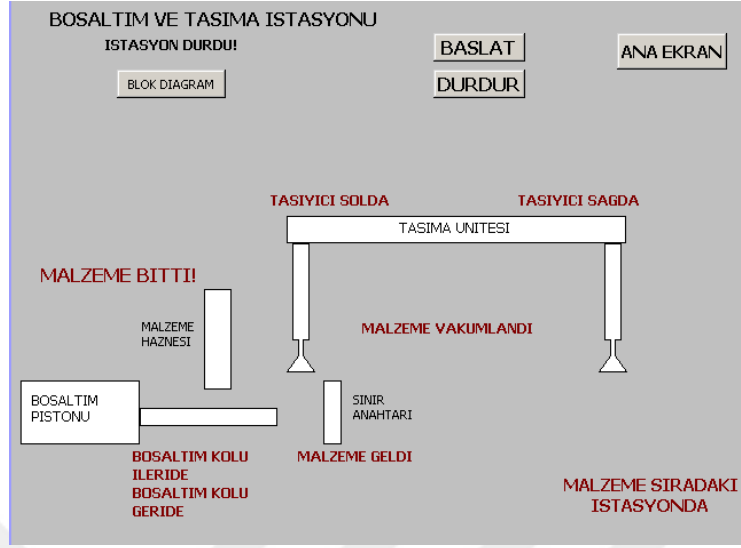 BOSALTIM VE TASIMA ISTASYONU
ISTASYON DURDU!
BASLAT
ANA EKRAN
BLOK DIAGRAM
DURDUR
TASIYICI SOLDA
TASIYICI SAGDA
TASIMA UNITESI
MALZEME BITTI!
MALZEME
HAZNESI
MALZEME VAKUMLANDI
BOSALTIM
PISTONU
SINIR
ANAHTARI
BOSALTIM KOLU
ILERIDE
BOSALTIM KOLU
GERIDE
MALZEME GELDI
MALZEME SIRADAKI
ISTASYONDA